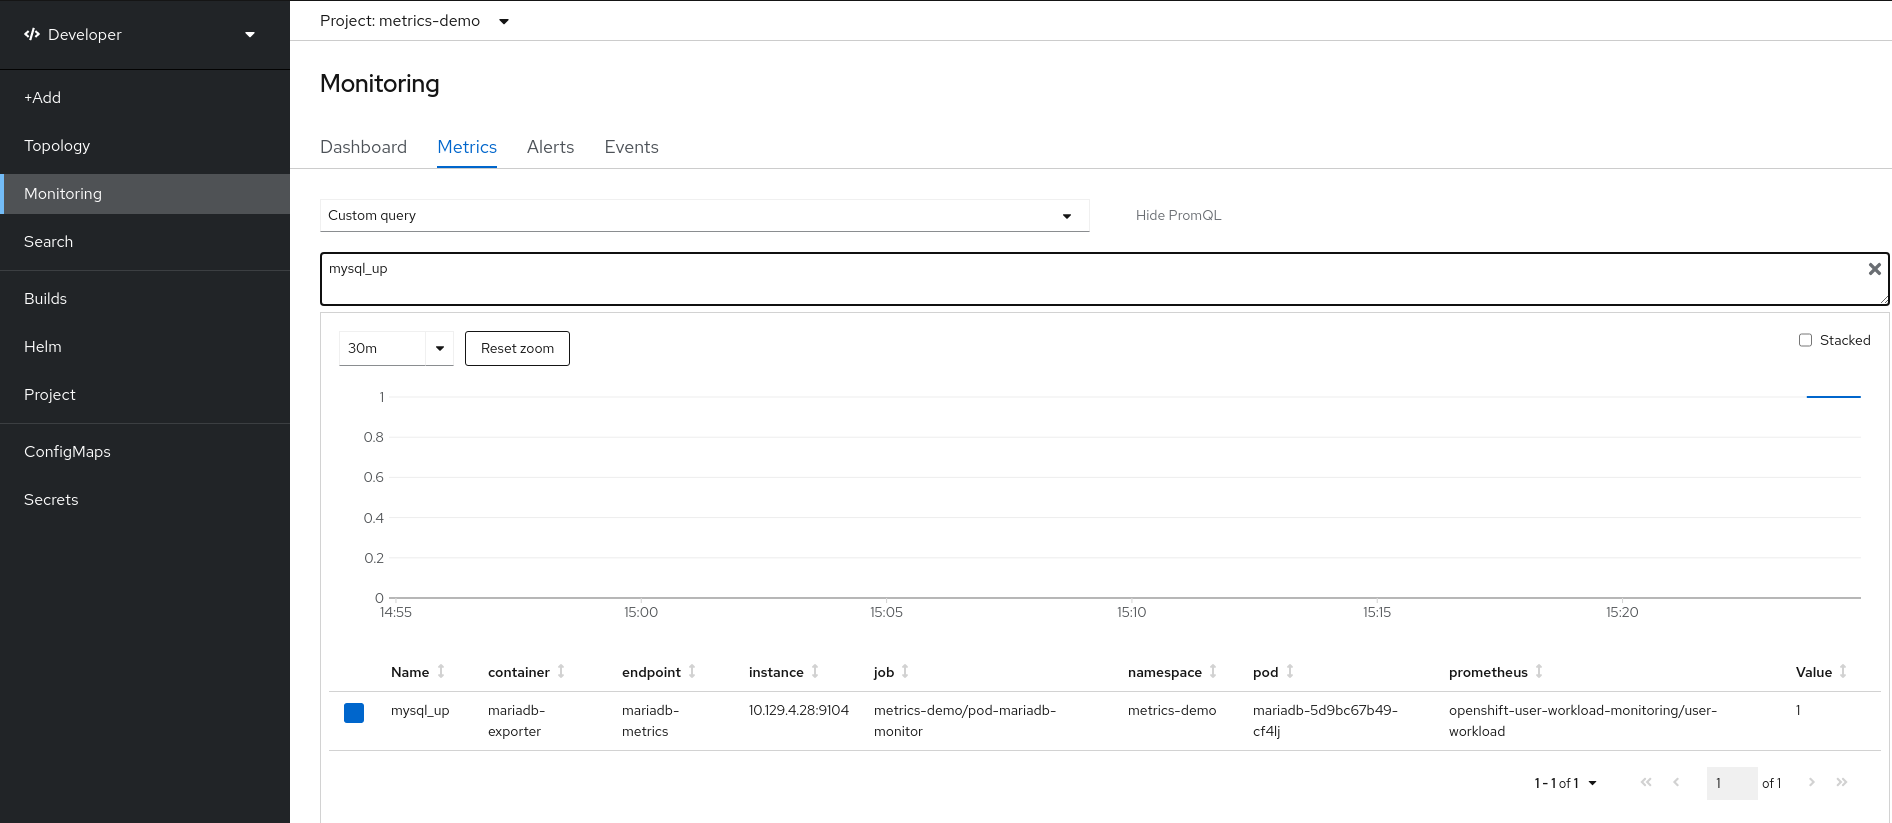 Developer
+Add
Topology
Monitoring
Search
Builds
Helm
Project
ConfigMaps
Secrets
Project: metrics-demo
Monitoring
Dashboard Metrics Alerts Events
Custom query
Hide PromQL
mysql_up
30m
Reset zoom
Stacked
1
0.8
0.6
0.4
0.2
0
14:55 15:00 15:05 15:10 15:15 15:20
Name container endpoint instance job namespace pod prometheus Value
mysql_up mariadb- mariadb- 10.129.4.28:9104 metrics-demo/pod-mariadb- metrics-demo mariadb-5d9bc67b49- openshift-user-workload-monitoring/user- 1
exporter metrics monitor cf4lj workload
1 - 1 of 1
1 of 1